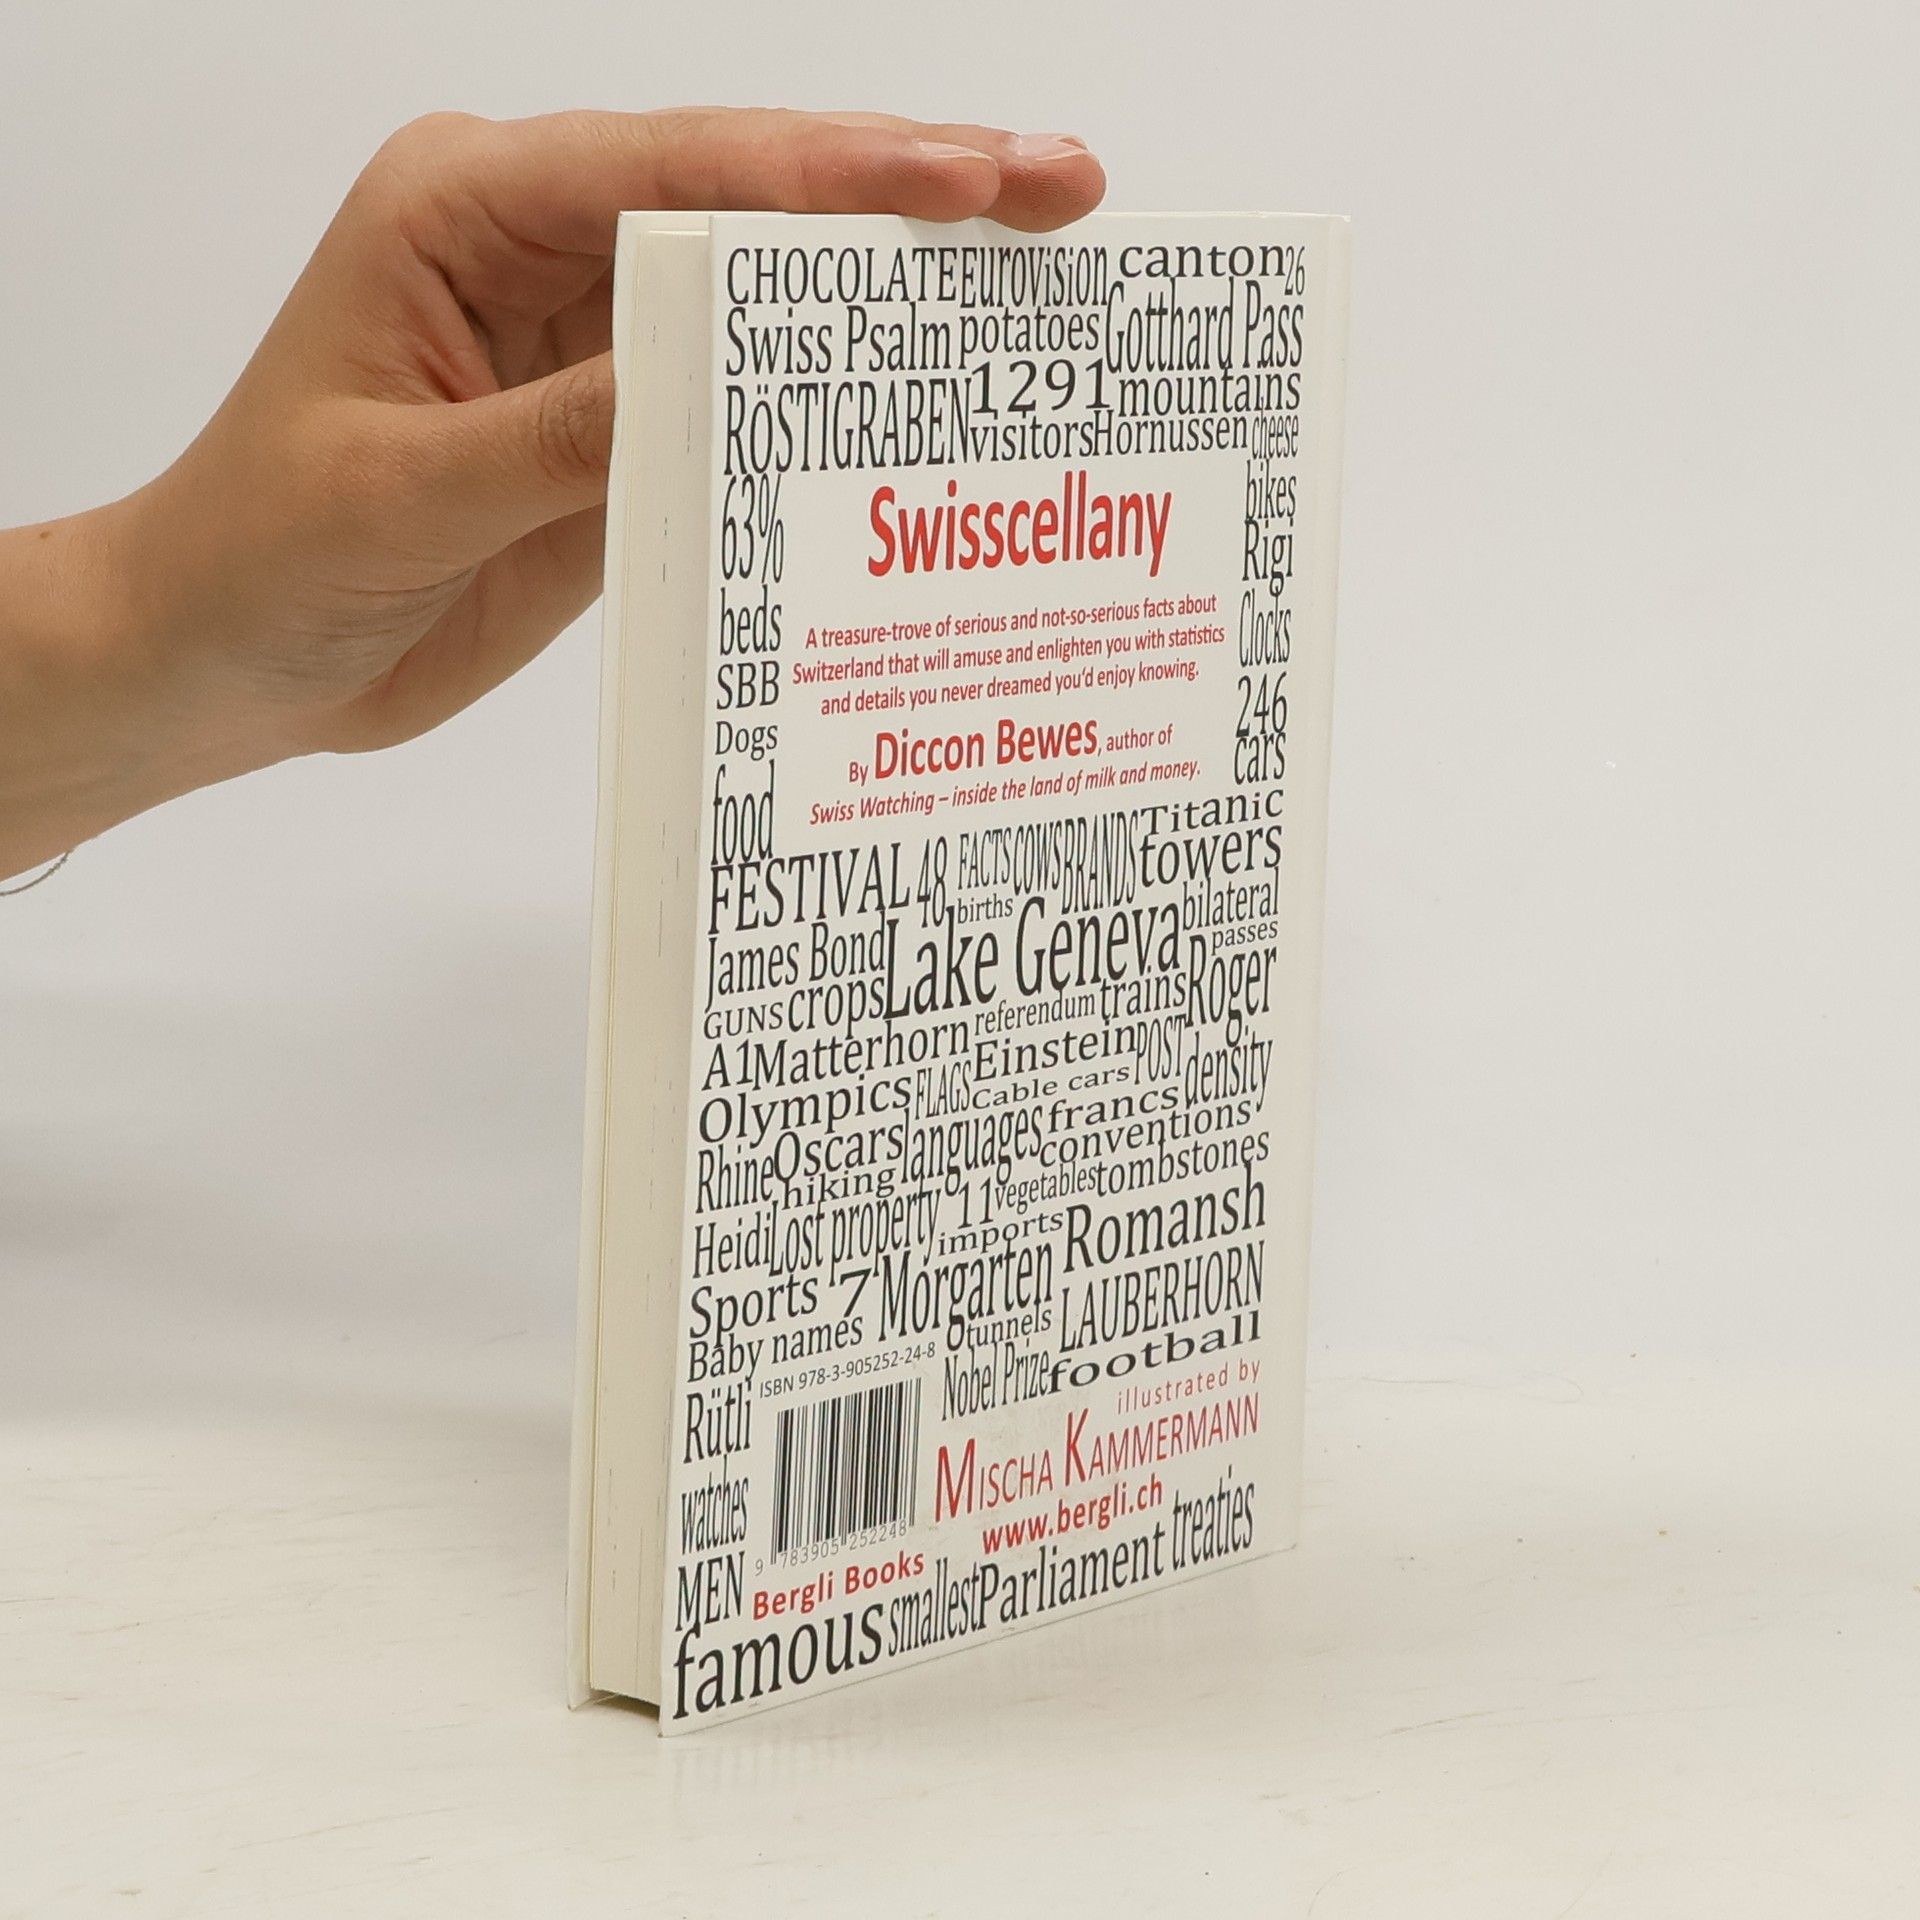 CHOCOLATE Eurovision canton 26
Swiss Psalm potatoes Gotthard Pass
RÖSTIGRABEN 1291 mountains
visitors Hornussen cheese
63%
beds
SBB
Dogs
food
bikes
Rigi
Clocks
246
cars
Swisscellany
A treasure-trove of serious and not-so-serious facts about
Switzerland that will amuse and enlighten you with statistics
and details you never dreamed you'd enjoy knowing.
By Diccon Bewes, author of
Swiss Watching – inside the land of milk and money.
FESTIVAL 48 FACTS COWS BRANDS Titanic
births towers
James Bond Lake Geneva bilateral
passes
GUNS crops referendum trains Roger
A1 Matterhorn Einstein POST density
Olympics FLAGS Cable cars francs
Rhine Oscars languages conventions
hiking vegetables tombstones
Heidi Lost property 11 imports Romansh
Sports 7 Morgarten LAUBERHORN
Baby names 0 tunnels football
ISBN 978-3-905252-24-8
Nobel Prize
Rütli
watches
MEN
9 783905 252248
illustrated by
MISCHA KAMMERMANN
www.bergli.ch
Bergli Books
famous smallest Parliament treaties